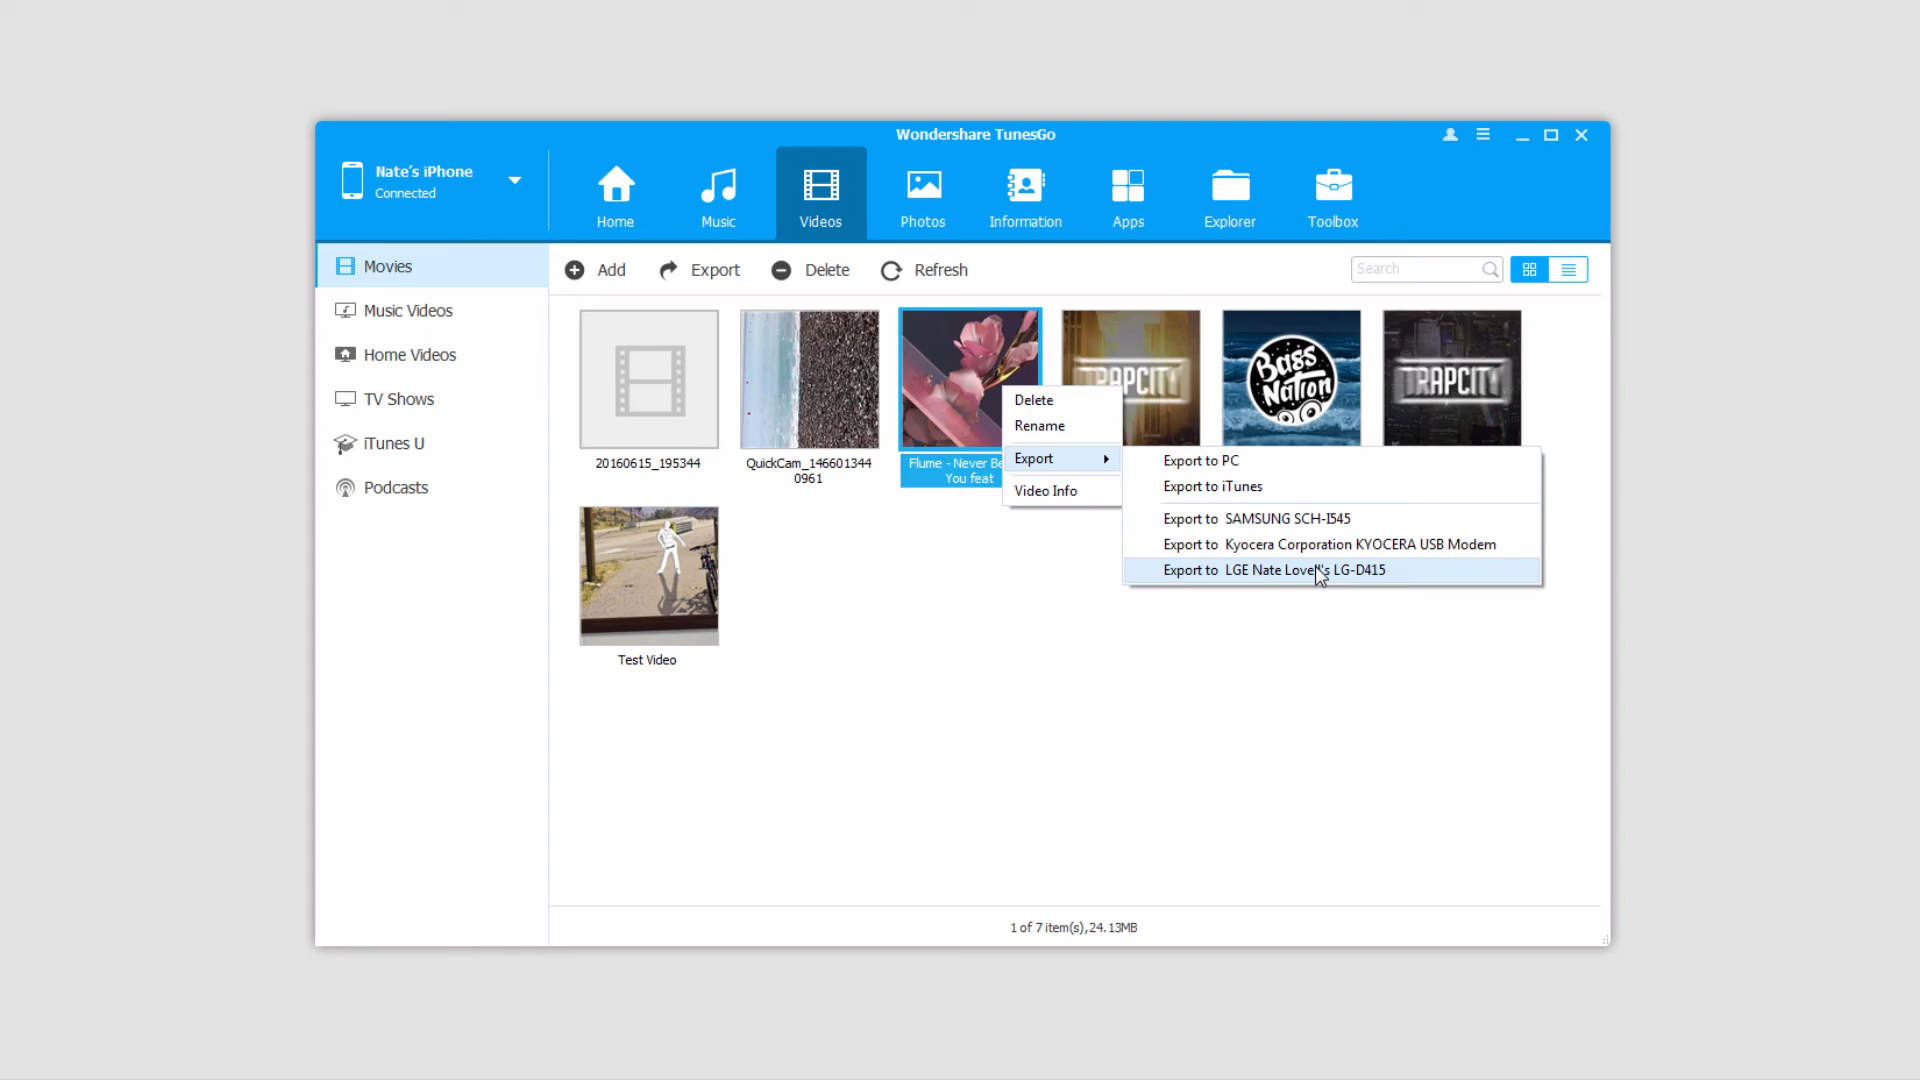 Wondershare TunesGo
Nate's iPhone
Connected
Home
Music
Videos
Photos
Information
Apps
Explorer
Toolbox
Movies
Music Videos
Home Videos
TV Shows
iTunes U
Podcasts
Add
Export
Delete
Refresh
Search
20160615_195344
QuickCam_146601344
0961
Flume - Never Be
You feat
TRAPCITY
Bass
Nation
TRAPCITY
Delete
Rename
Export
Video Info
Export to PC
Export to iTunes
Export to SAMSUNG SCH-I545
Export to Kyocera Corporation KYOCERA USB Modem
Export to LGE Nate Lovell's LG-D415
Test Video
1 of 7 item(s),24.13MB